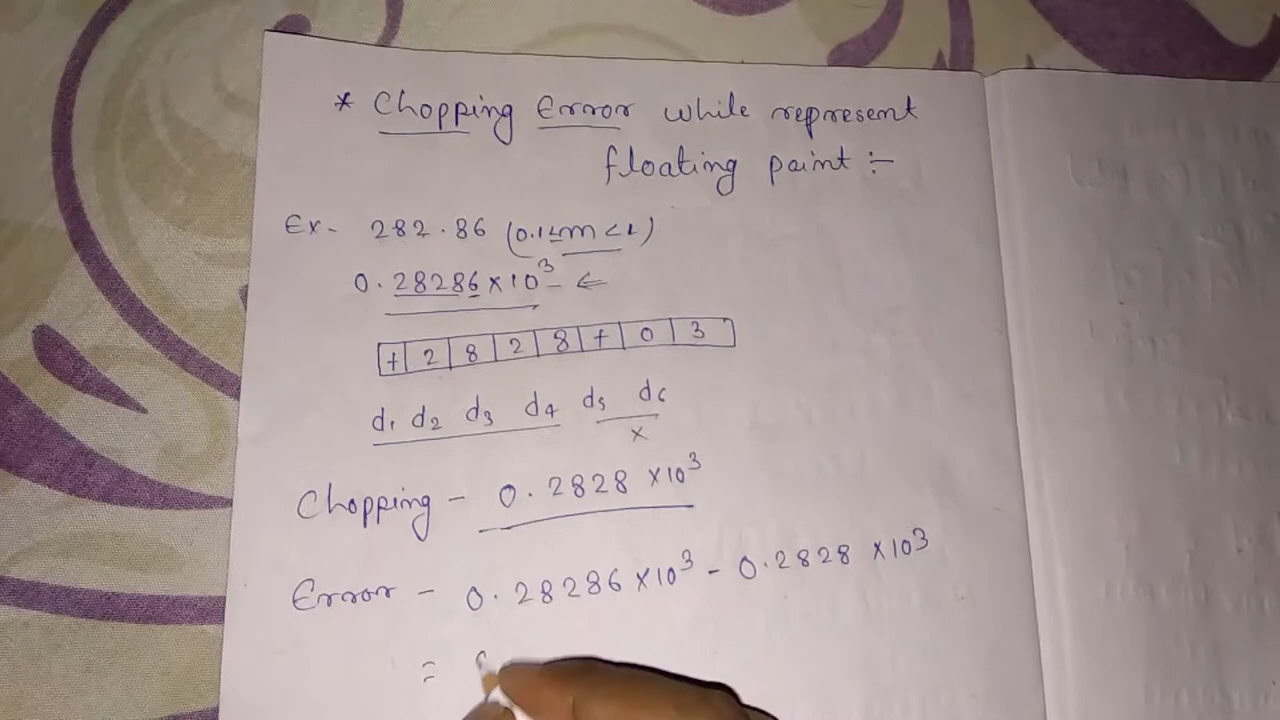 * Chopping Error while represent
floating paint :-
Ex- 282.86 (0.1≤m<1)
0.28286×10³ ⇐
+ 2 8 2 8 + 0 3
d₁ d₂ d₃ d₄ d₅ d₆
×
Chopping - 0.2828 ×10³
Error - 0.28286×10³ - 0.2828 ×10³
=